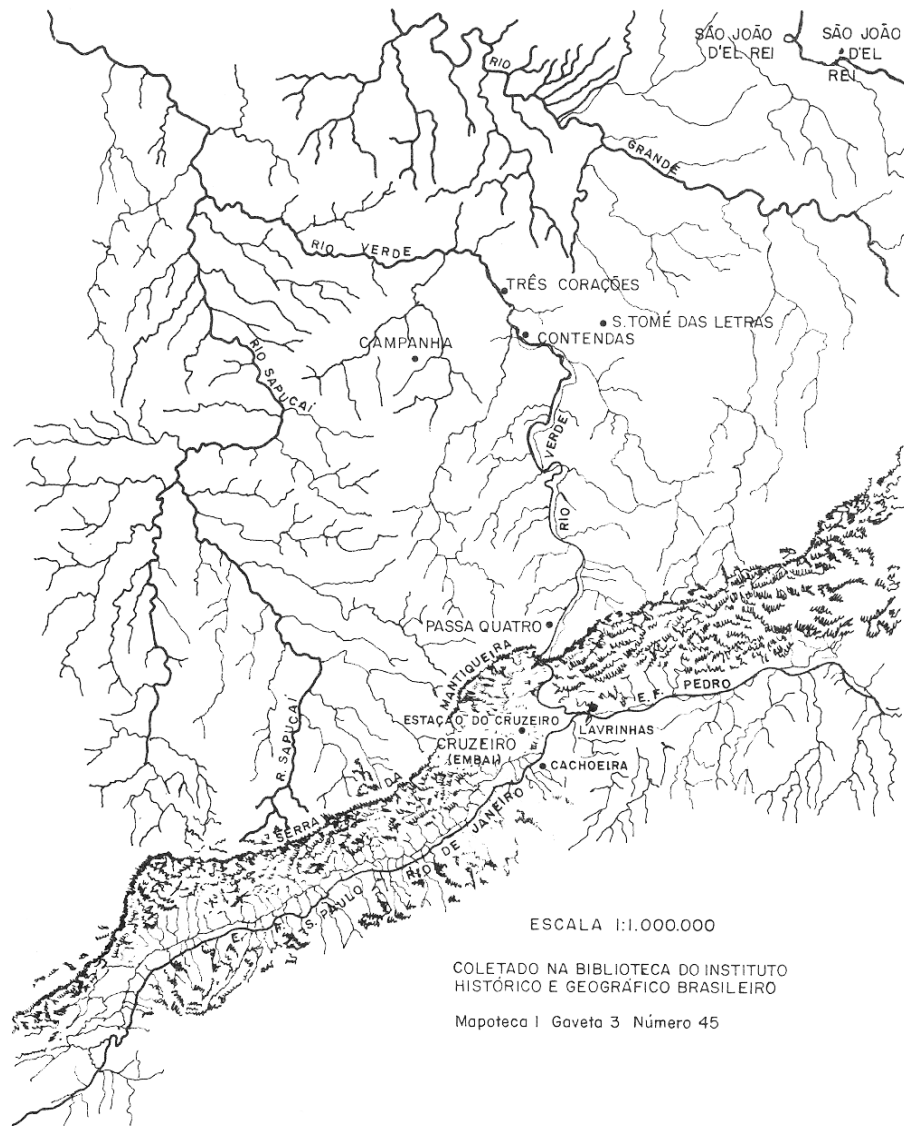 SÃO JOÃO
D'EL REI
SÃO JOÃO
D'EL
REI
RIO
GRANDE
RIO VERDE
TRÊS CORAÇÕES
S. TOMÉ DAS LETRAS
CONTENDAS
CAMPANHA
RIO SAPUCAÍ
VERDE
RIO
PASSA QUATRO
MANTIQUEIRA
E. F. PEDRO
ESTAÇÃO DO CRUZEIRO
LAVRINHAS
CRUZEIRO
(EMBAÚ)
CACHOEIRA
R. SAPUCAÍ
SERRA DA
E. F. S. PAULO RIO DE JANEIRO
ESCALA 1:1.000.000
COLETADO NA BIBLIOTECA DO INSTITUTO
HISTÓRICO E GEOGRÁFICO BRASILEIRO
Mapoteca 1 Gaveta 3 Número 45